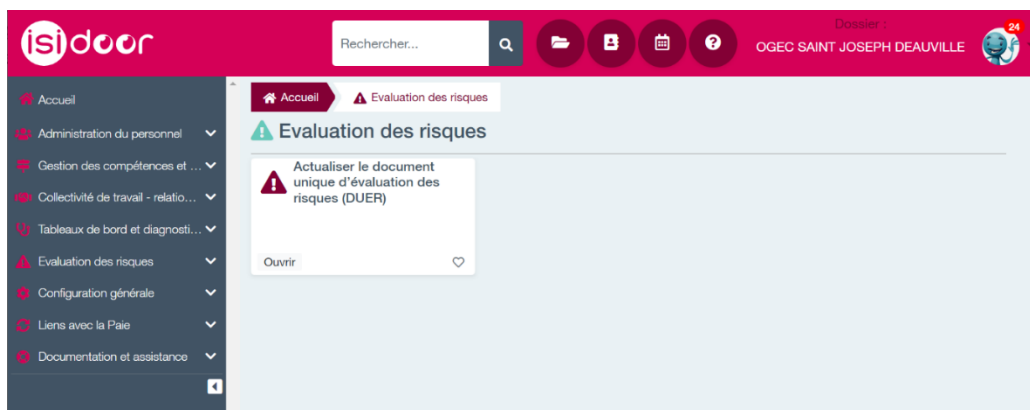 isidoor
Rechercher...
Dossier :
OGEC SAINT JOSEPH DEAUVILLE
24
Accueil
Administration du personnel
Gestion des compétences et ...
Collectivité de travail - relatio...
Tableaux de bord et diagnosti...
Evaluation des risques
Configuration générale
Liens avec la Paie
Documentation et assistance
Accueil
Evaluation des risques
Evaluation des risques
Actualiser le document
unique d'évaluation des
risques (DUER)
Ouvrir